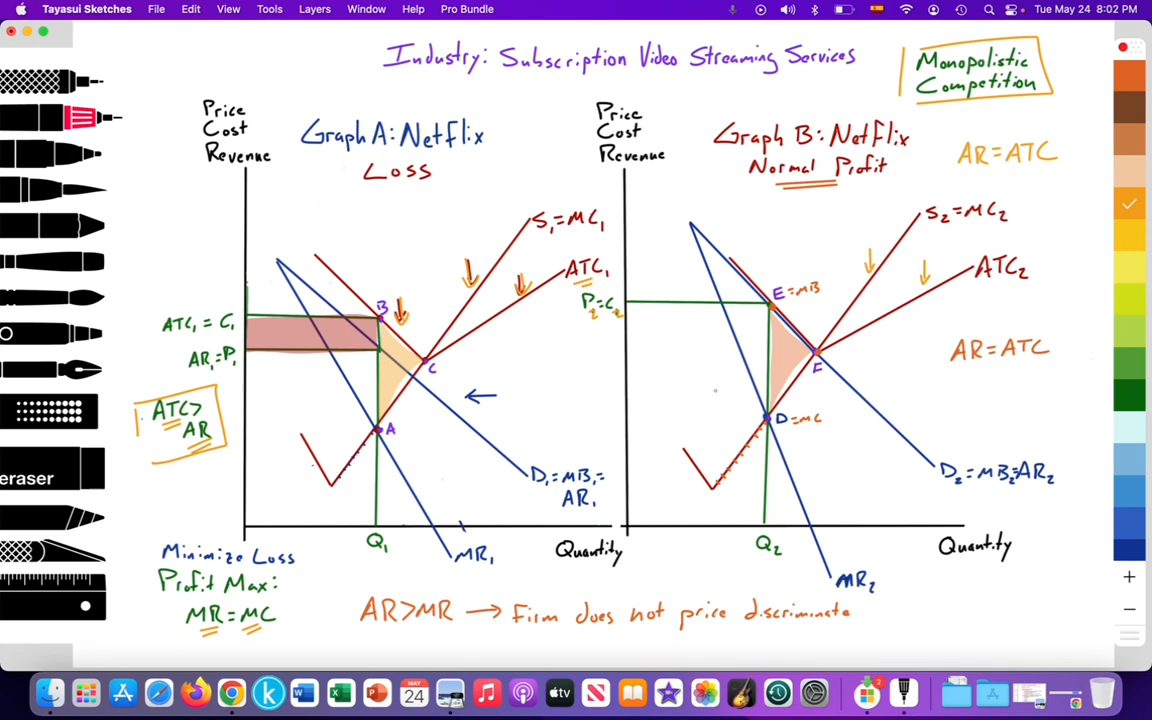 Tayasui Sketches File Edit View Tools Layers Window Help Pro Bundle Tue May 24 8:02 PM
Industry: Subscription Video Streaming Services
Monopolistic
Competition
Price
Cost
Revenue
Graph A: Netflix
Loss
S₁=MC₁
ATC₁
B
C
A
ATC₁ = C₁
AR₁=P₁
ATC>
AR
D₁=MB₁=
AR₁
MR₁
Q₁
Quantity
Price
Cost
Revenue
Graph B: Netflix
Normal Profit
AR=ATC
S₂=MC₂
ATC₂
E=MB
P₂=C₂
F
AR=ATC
D=MC
D₂=MB₂=AR₂
MR₂
Q₂
Quantity
Minimize Loss
Profit Max:
MR=MC
AR>MR → Firm does not price discriminate
eraser
MAY
24
2